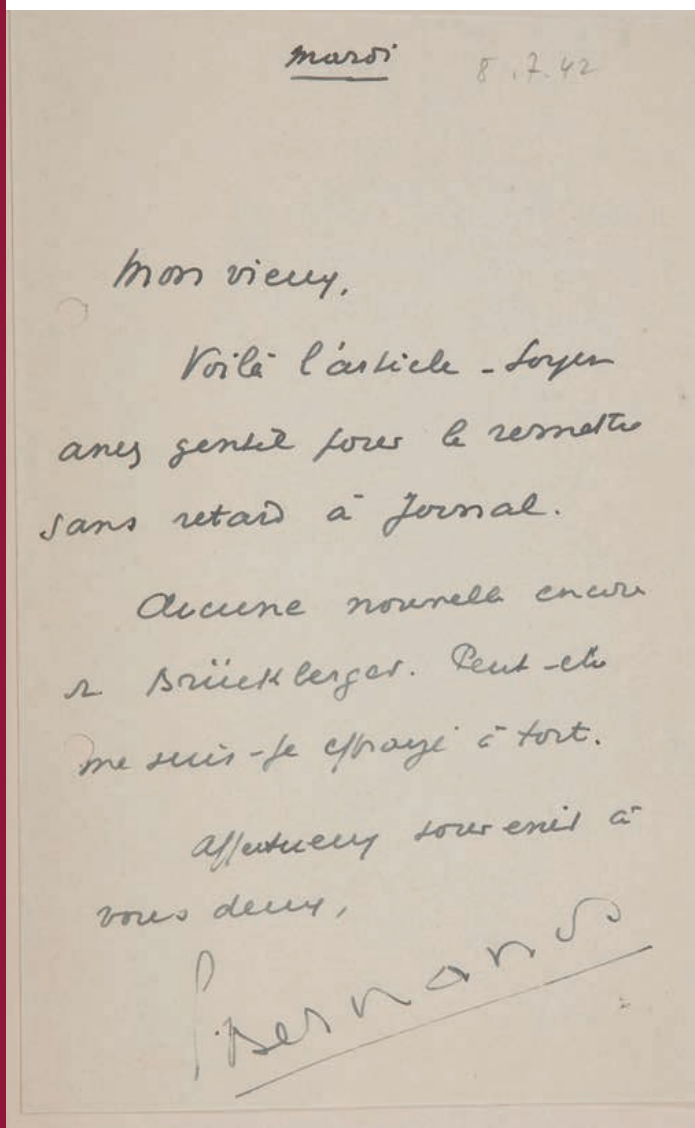 mardi 8.7.42
Mon vieux,
Voilà l'article - Soyez
assez gentil pour le remettre
sans retard à Jornal.
Aucune nouvelle encore
de Brückberger. Peut-être
me suis-je effrayé à tort.
Affectueux souvenir à
vous deux,
G. Bernanos